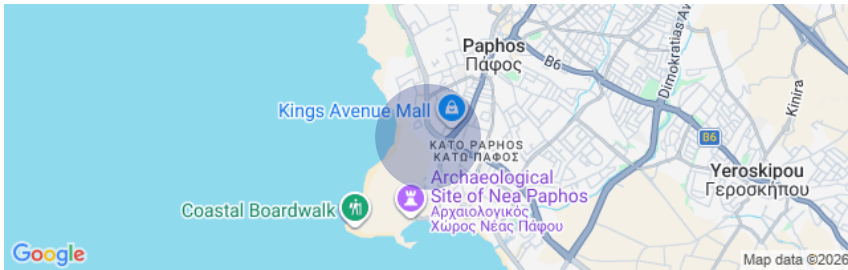 Paphos
Πάφος
B6
Dimokratias Av
Kinira
Kings Avenue Mall
B6
KATO PAPHOS
ΚΑΤΩ ΠΑΦΟΣ
Yeroskipou
Γεροσκήπου
Archaeological
Site of Nea Paphos
Αρχαιολογικός
Χώρος Νέας Πάφου
Coastal Boardwalk
Google
Map data ©2026